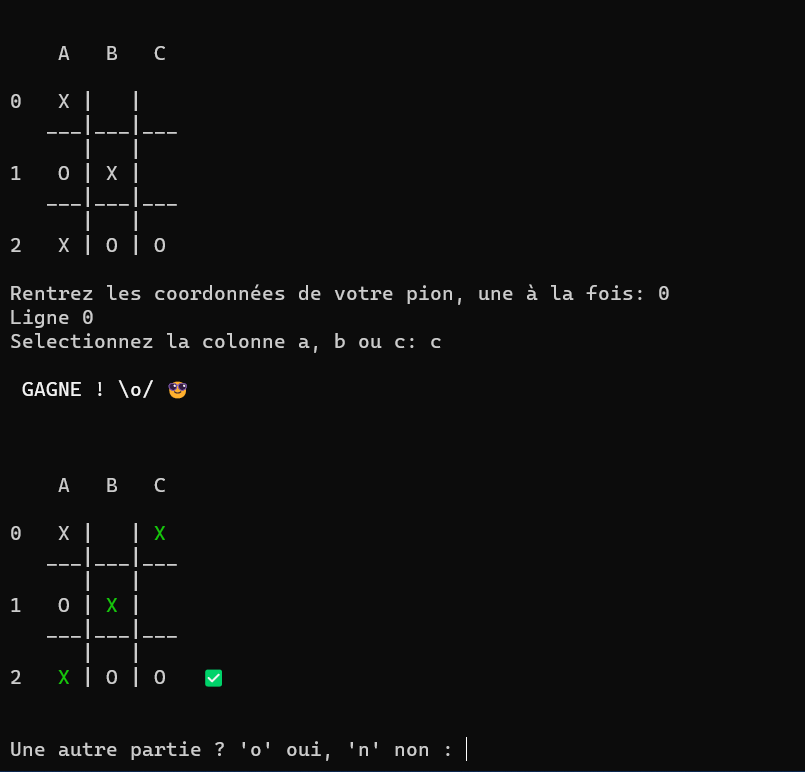 A   B   C
0   X |   |
___|___|___
|   |
1   O | X |
___|___|___
|   |
2   X | O | O
Rentrez les coordonnées de votre pion, une à la fois: 0
Ligne 0
Selectionnez la colonne a, b ou c: c
GAGNE ! \o/ 😎
A   B   C
0   X |   | X
___|___|___
|   |
1   O | X |
___|___|___
|   |
2   X | O | O   ✅
Une autre partie ? 'o' oui, 'n' non :